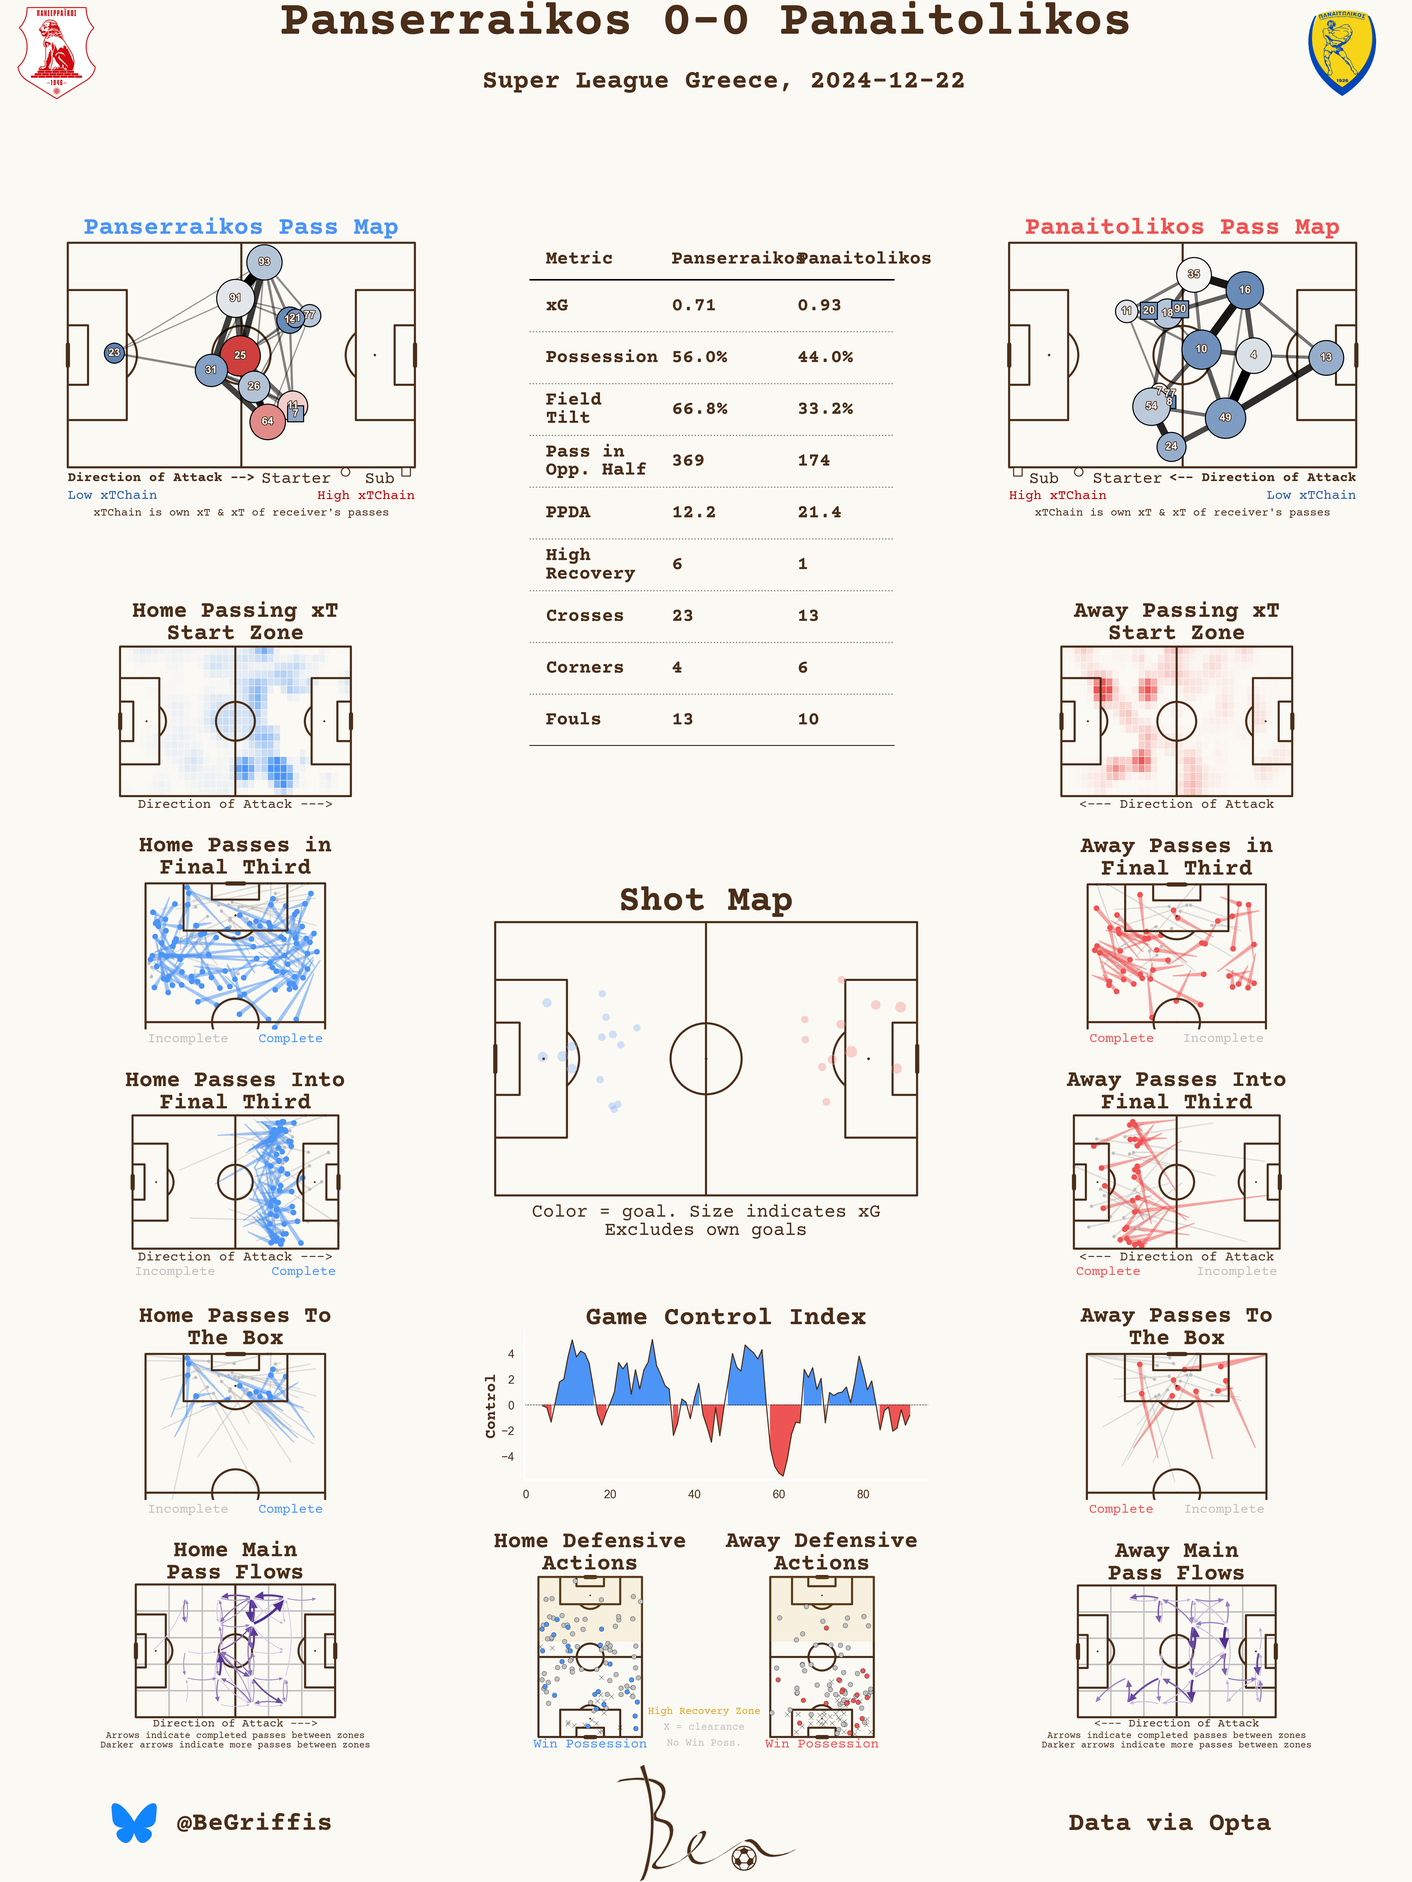 Panserraikos 0-0 Panaitolikos
Super League Greece, 2024-12-22
ΠΑΝΣΕΡΡΑΪΚΟΣ
1946
1926
Panserraikos Pass Map
93
91
77
21
23
25
31
26
11
7
64
Direction of Attack --> Starter Sub
Low xTChain High xTChain
xTChain is own xT & xT of receiver's passes
Metric Panserraikos Panaitolikos
xG 0.71 0.93
Possession 56.0% 44.0%
Field
Tilt 66.8% 33.2%
Pass in
Opp. Half 369 174
PPDA 12.2 21.4
High
Recovery 6 1
Crosses 23 13
Corners 4 6
Fouls 13 10
Panaitolikos Pass Map
35
16
11 20 18 90
10
4
13
77
8
54
49
24
Sub Starter <-- Direction of Attack
High xTChain Low xTChain
xTChain is own xT & xT of receiver's passes
Home Passing xT
Start Zone
Direction of Attack --->
Away Passing xT
Start Zone
<--- Direction of Attack
Home Passes in
Final Third
Incomplete Complete
Away Passes in
Final Third
Complete Incomplete
Shot Map
Color = goal. Size indicates xG
Excludes own goals
Home Passes Into
Final Third
Direction of Attack --->
Incomplete Complete
Away Passes Into
Final Third
<--- Direction of Attack
Complete Incomplete
Home Passes To
The Box
Incomplete Complete
Game Control Index
Control
4
2
0
−2
−4
0 20 40 60 80
Away Passes To
The Box
Complete Incomplete
Home Main
Pass Flows
Direction of Attack --->
Arrows indicate completed passes between zones
Darker arrows indicate more passes between zones
Home Defensive
Actions
Win Possession
Away Defensive
Actions
Win Possession
High Recovery Zone
X = clearance
No Win Poss.
Away Main
Pass Flows
<--- Direction of Attack
Arrows indicate completed passes between zones
Darker arrows indicate more passes between zones
@BeGriffis
Ben
Data via Opta